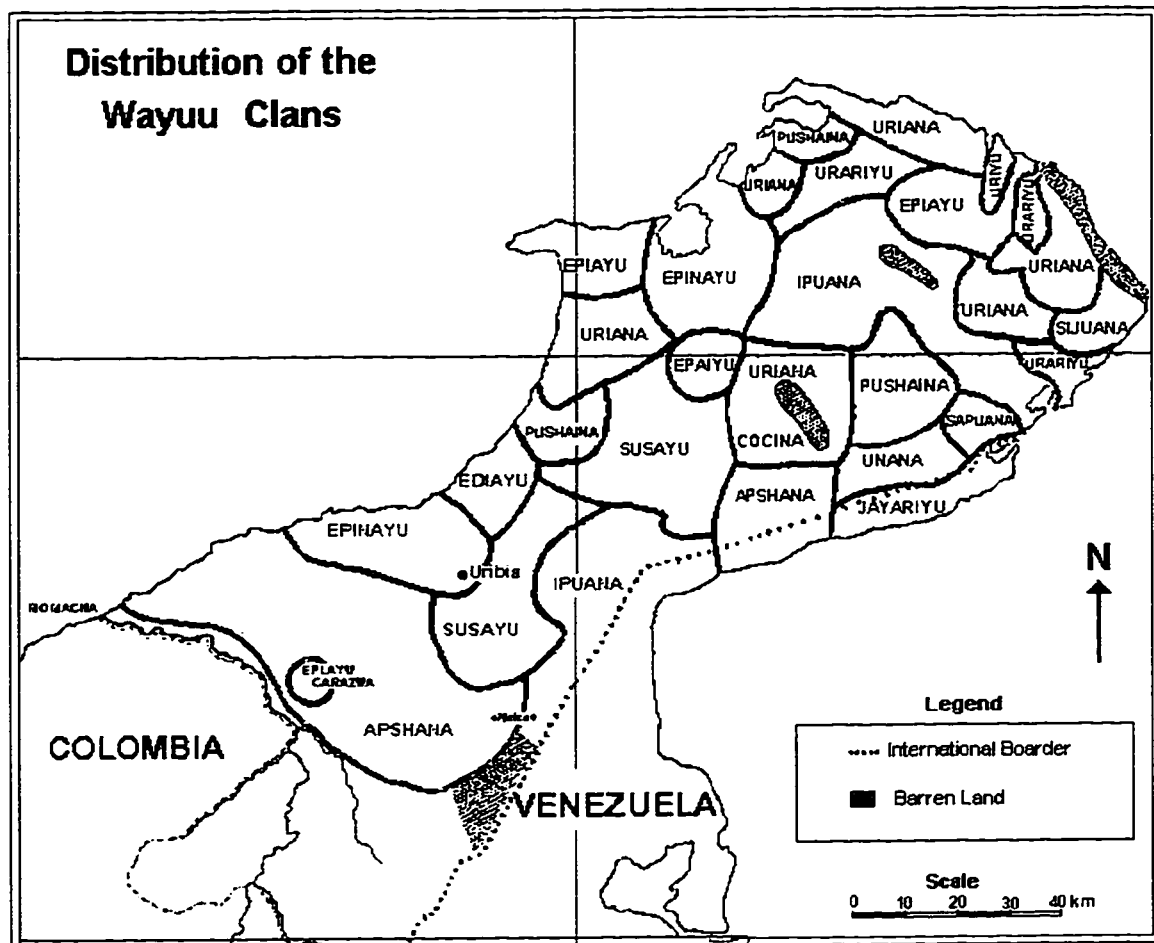 Distribution of the
Wayuu Clans
URIANA
PUSHAINA
URARIYU
URIANA
URIYU
EPIAYU
URARIYU
EPIAYU
EPINAYU
IPUANA
URIANA
URIANA
URIANA
SIJUANA
EPAIYU
URIANA
URARIYU
PUSHAINA
PUSHAINA
SUSAYU
COCINA
SAPUANA
UNANA
EDIAYU
APSHANA
JAYARIYU
EPINAYU
Uribia
IPUANA
N
SUSAYU
APSHANA
COLOMBIA
VENEZUELA
Legend
International Boarder
Barren Land
Scale
0 10 20 30 40 km